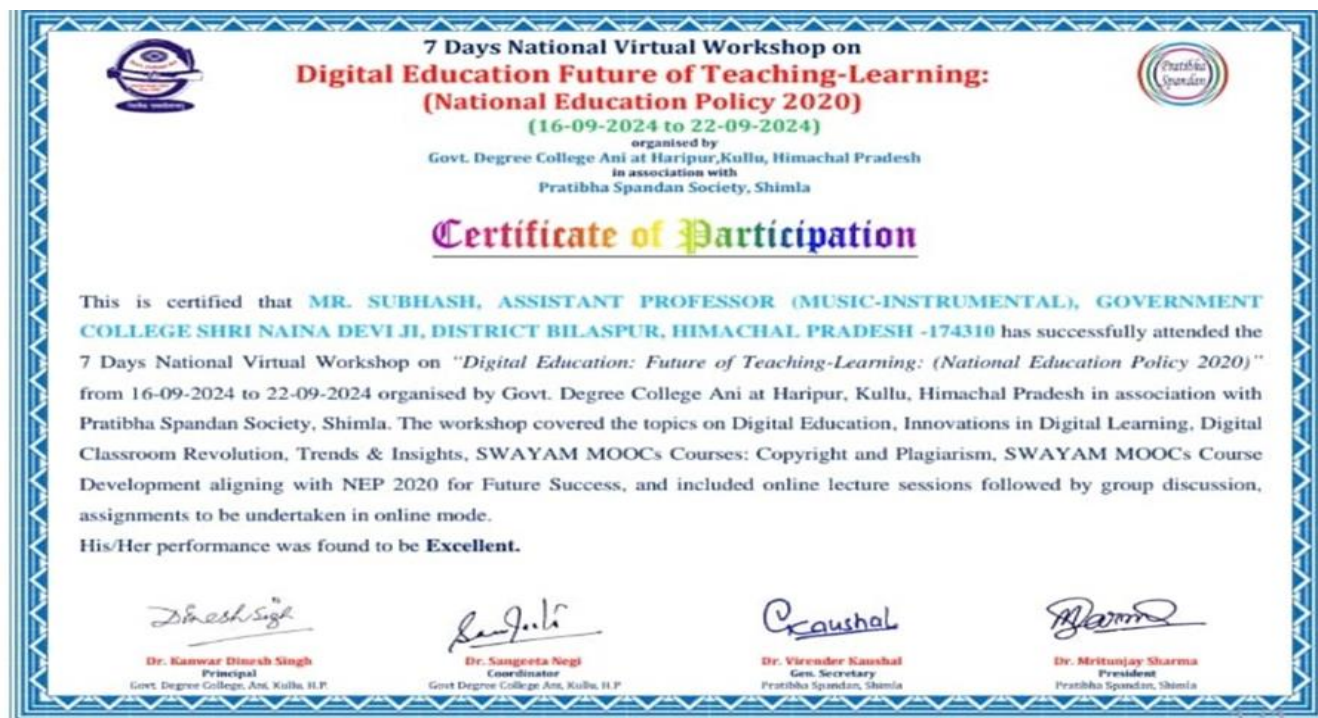 7 Days National Virtual Workshop on
Digital Education Future of Teaching-Learning:
(National Education Policy 2020)
(16-09-2024 to 22-09-2024)
organised by
Govt. Degree College Ani at Haripur,Kullu, Himachal Pradesh
in association with
Pratibha Spandan Society, Shimla
Pratibha
Spandan
Certificate of Participation
This is certified that MR. SUBHASH, ASSISTANT PROFESSOR (MUSIC-INSTRUMENTAL), GOVERNMENT
COLLEGE SHRI NAINA DEVI JI, DISTRICT BILASPUR, HIMACHAL PRADESH -174310 has successfully attended the
7 Days National Virtual Workshop on "Digital Education: Future of Teaching-Learning: (National Education Policy 2020)"
from 16-09-2024 to 22-09-2024 organised by Govt. Degree College Ani at Haripur, Kullu, Himachal Pradesh in association with
Pratibha Spandan Society, Shimla. The workshop covered the topics on Digital Education, Innovations in Digital Learning, Digital
Classroom Revolution, Trends & Insights, SWAYAM MOOCs Courses: Copyright and Plagiarism, SWAYAM MOOCs Course
Development aligning with NEP 2020 for Future Success, and included online lecture sessions followed by group discussion,
assignments to be undertaken in online mode.
His/Her performance was found to be Excellent.
Dinesh Singh
Kaushal
Dr. Kanwar Dinesh Singh
Principal
Govt. Degree College, Ani, Kullu, H.P.
Dr. Sangeeta Negi
Coordinator
Govt Degree College Ani, Kullu, H.P
Dr. Virender Kaushal
Gen. Secretary
Pratibha Spandan, Shimla
Dr. Mritunjay Sharma
President
Pratibha Spandan, Shimla